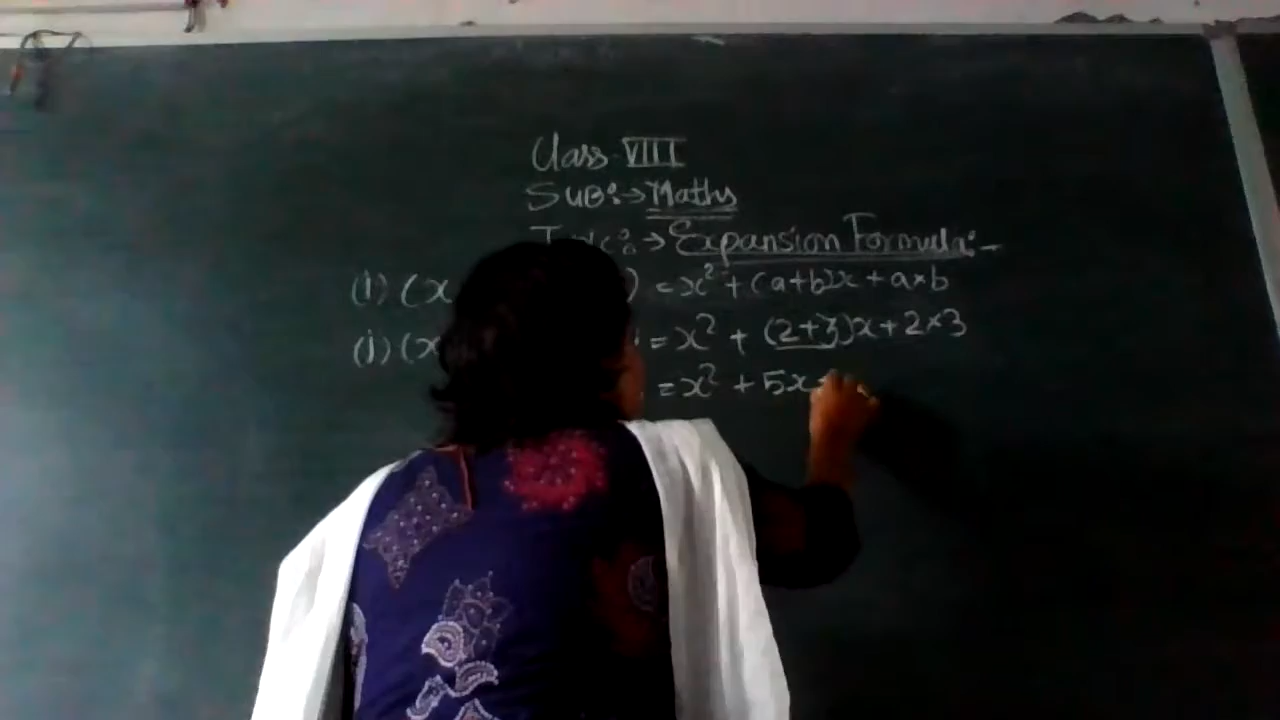 Class- VIII
SUB:→ Maths
→ Expansion Formula:-
(1) (x ) = x² + (a+b)x + a×b
(i) (x = x² + (2+3)x + 2×3
= x² + 5x